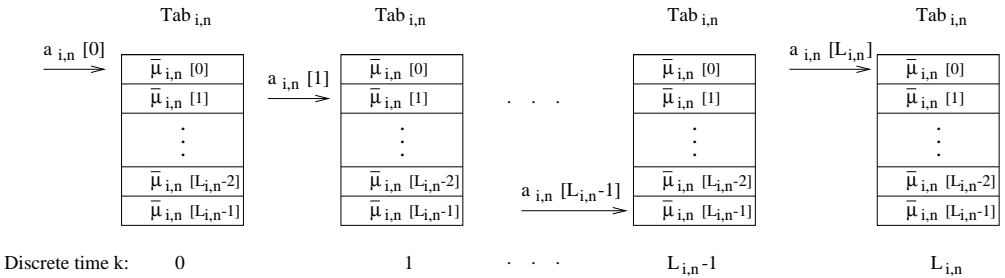 Tab i,n Tab i,n Tab i,n Tab i,n
a i,n [0] a i,n [L i,n]
μ̅ i,n [0] μ̅ i,n [0] μ̅ i,n [0] μ̅ i,n [0]
a i,n [1]
μ̅ i,n [1] μ̅ i,n [1] . . . μ̅ i,n [1] μ̅ i,n [1]
⋮ ⋮ ⋮ ⋮
μ̅ i,n [L i,n-2] μ̅ i,n [L i,n-2] μ̅ i,n [L i,n-2] μ̅ i,n [L i,n-2]
a i,n [L i,n-1]
μ̅ i,n [L i,n-1] μ̅ i,n [L i,n-1] μ̅ i,n [L i,n-1] μ̅ i,n [L i,n-1]
Discrete time k: 0 1 . . . L i,n-1 L i,n